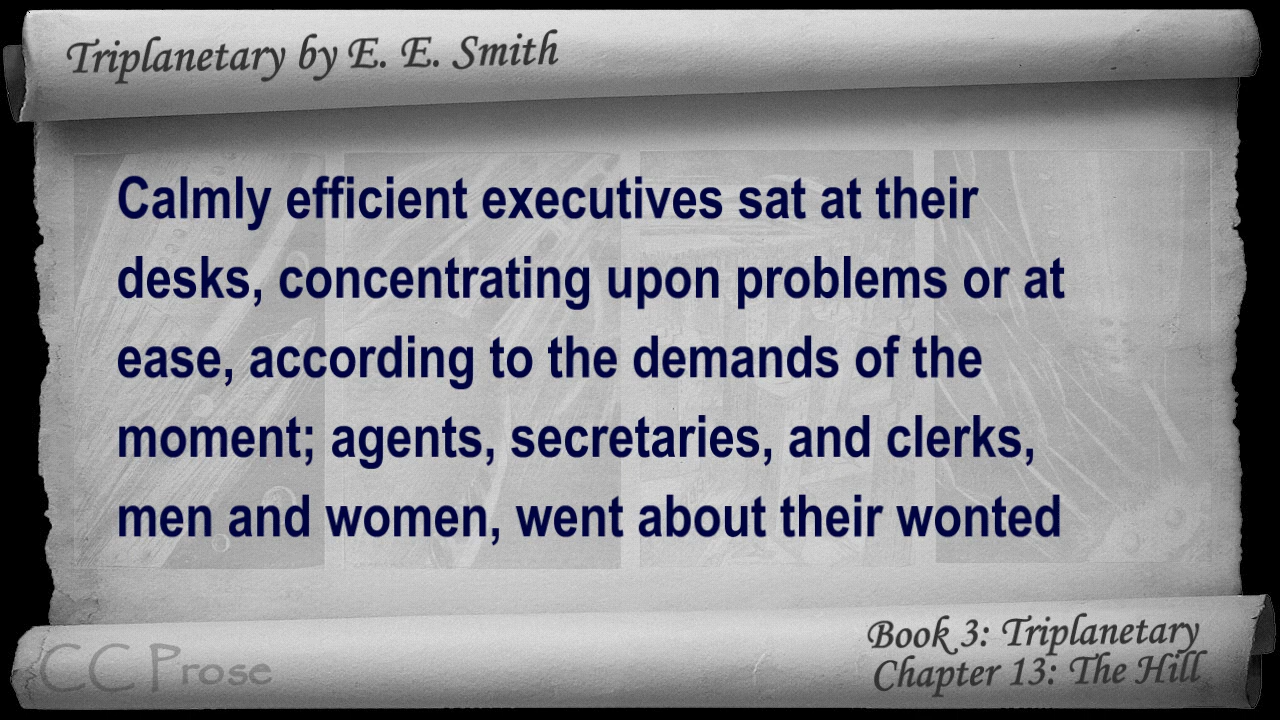 Triplanetary by E. E. Smith
Calmly efficient executives sat at their
desks, concentrating upon problems or at
ease, according to the demands of the
moment; agents, secretaries, and clerks,
men and women, went about their wonted
Book 3: Triplanetary
Chapter 13: The Hill
CC Prose